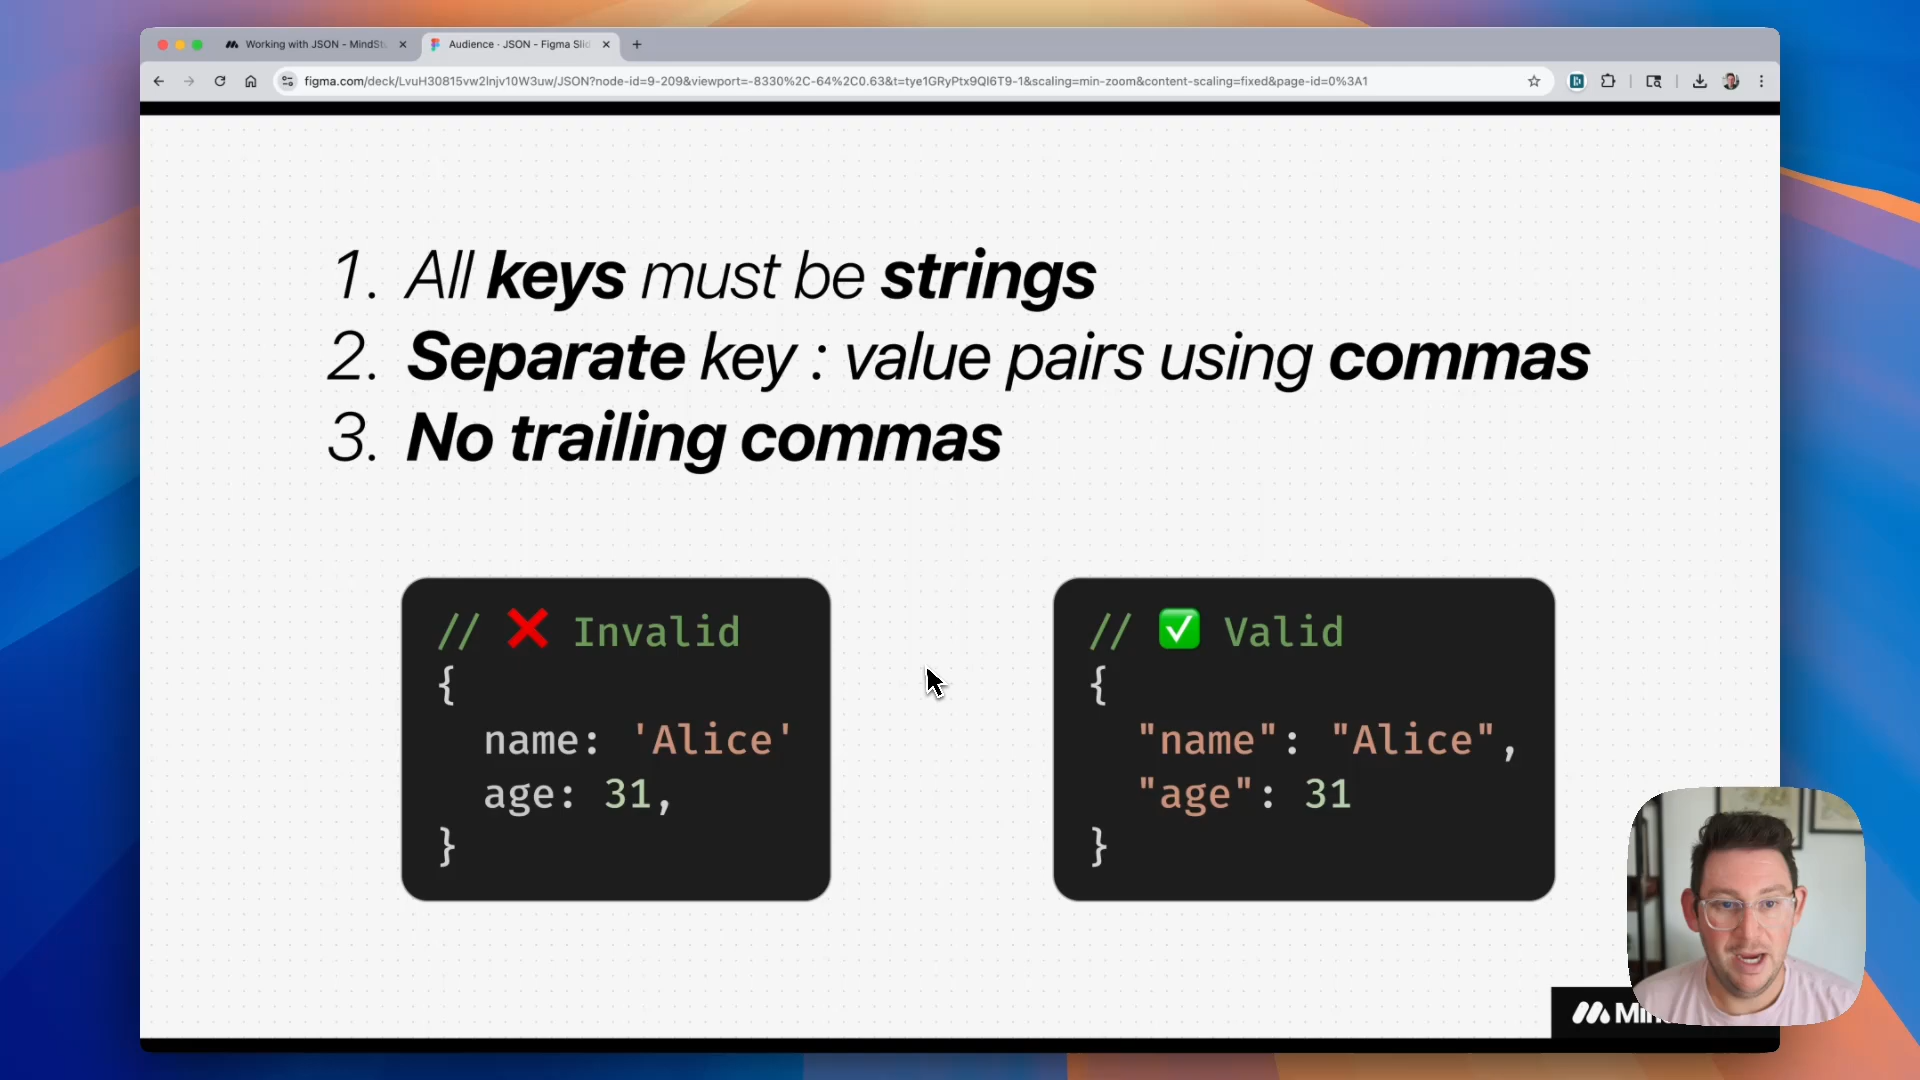 Working with JSON - MindSt
Audience · JSON - Figma Slid
figma.com/deck/LvuH30815vw2lnjv10W3uw/JSON?node-id=9-209&viewport=-8330%2C-64%2C0.63&t=tye1GRyPtx9Ql6T9-1&scaling=min-zoom&content-scaling=fixed&page-id=0%3A1
1. All keys must be strings
2. Separate key : value pairs using commas
3. No trailing commas
// ❌ Invalid
{
name: 'Alice'
age: 31,
}
// ✅ Valid
{
"name": "Alice",
"age": 31
}